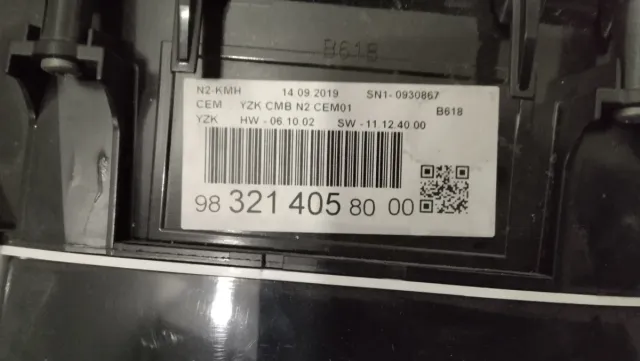 B618
N2-KMH 14.09.2019 SN1- 0930867
CEM YZK CMB N2 CEM01 B618
YZK HW -06.10 02 SW -11.12 40 00
98 321 405 80 00